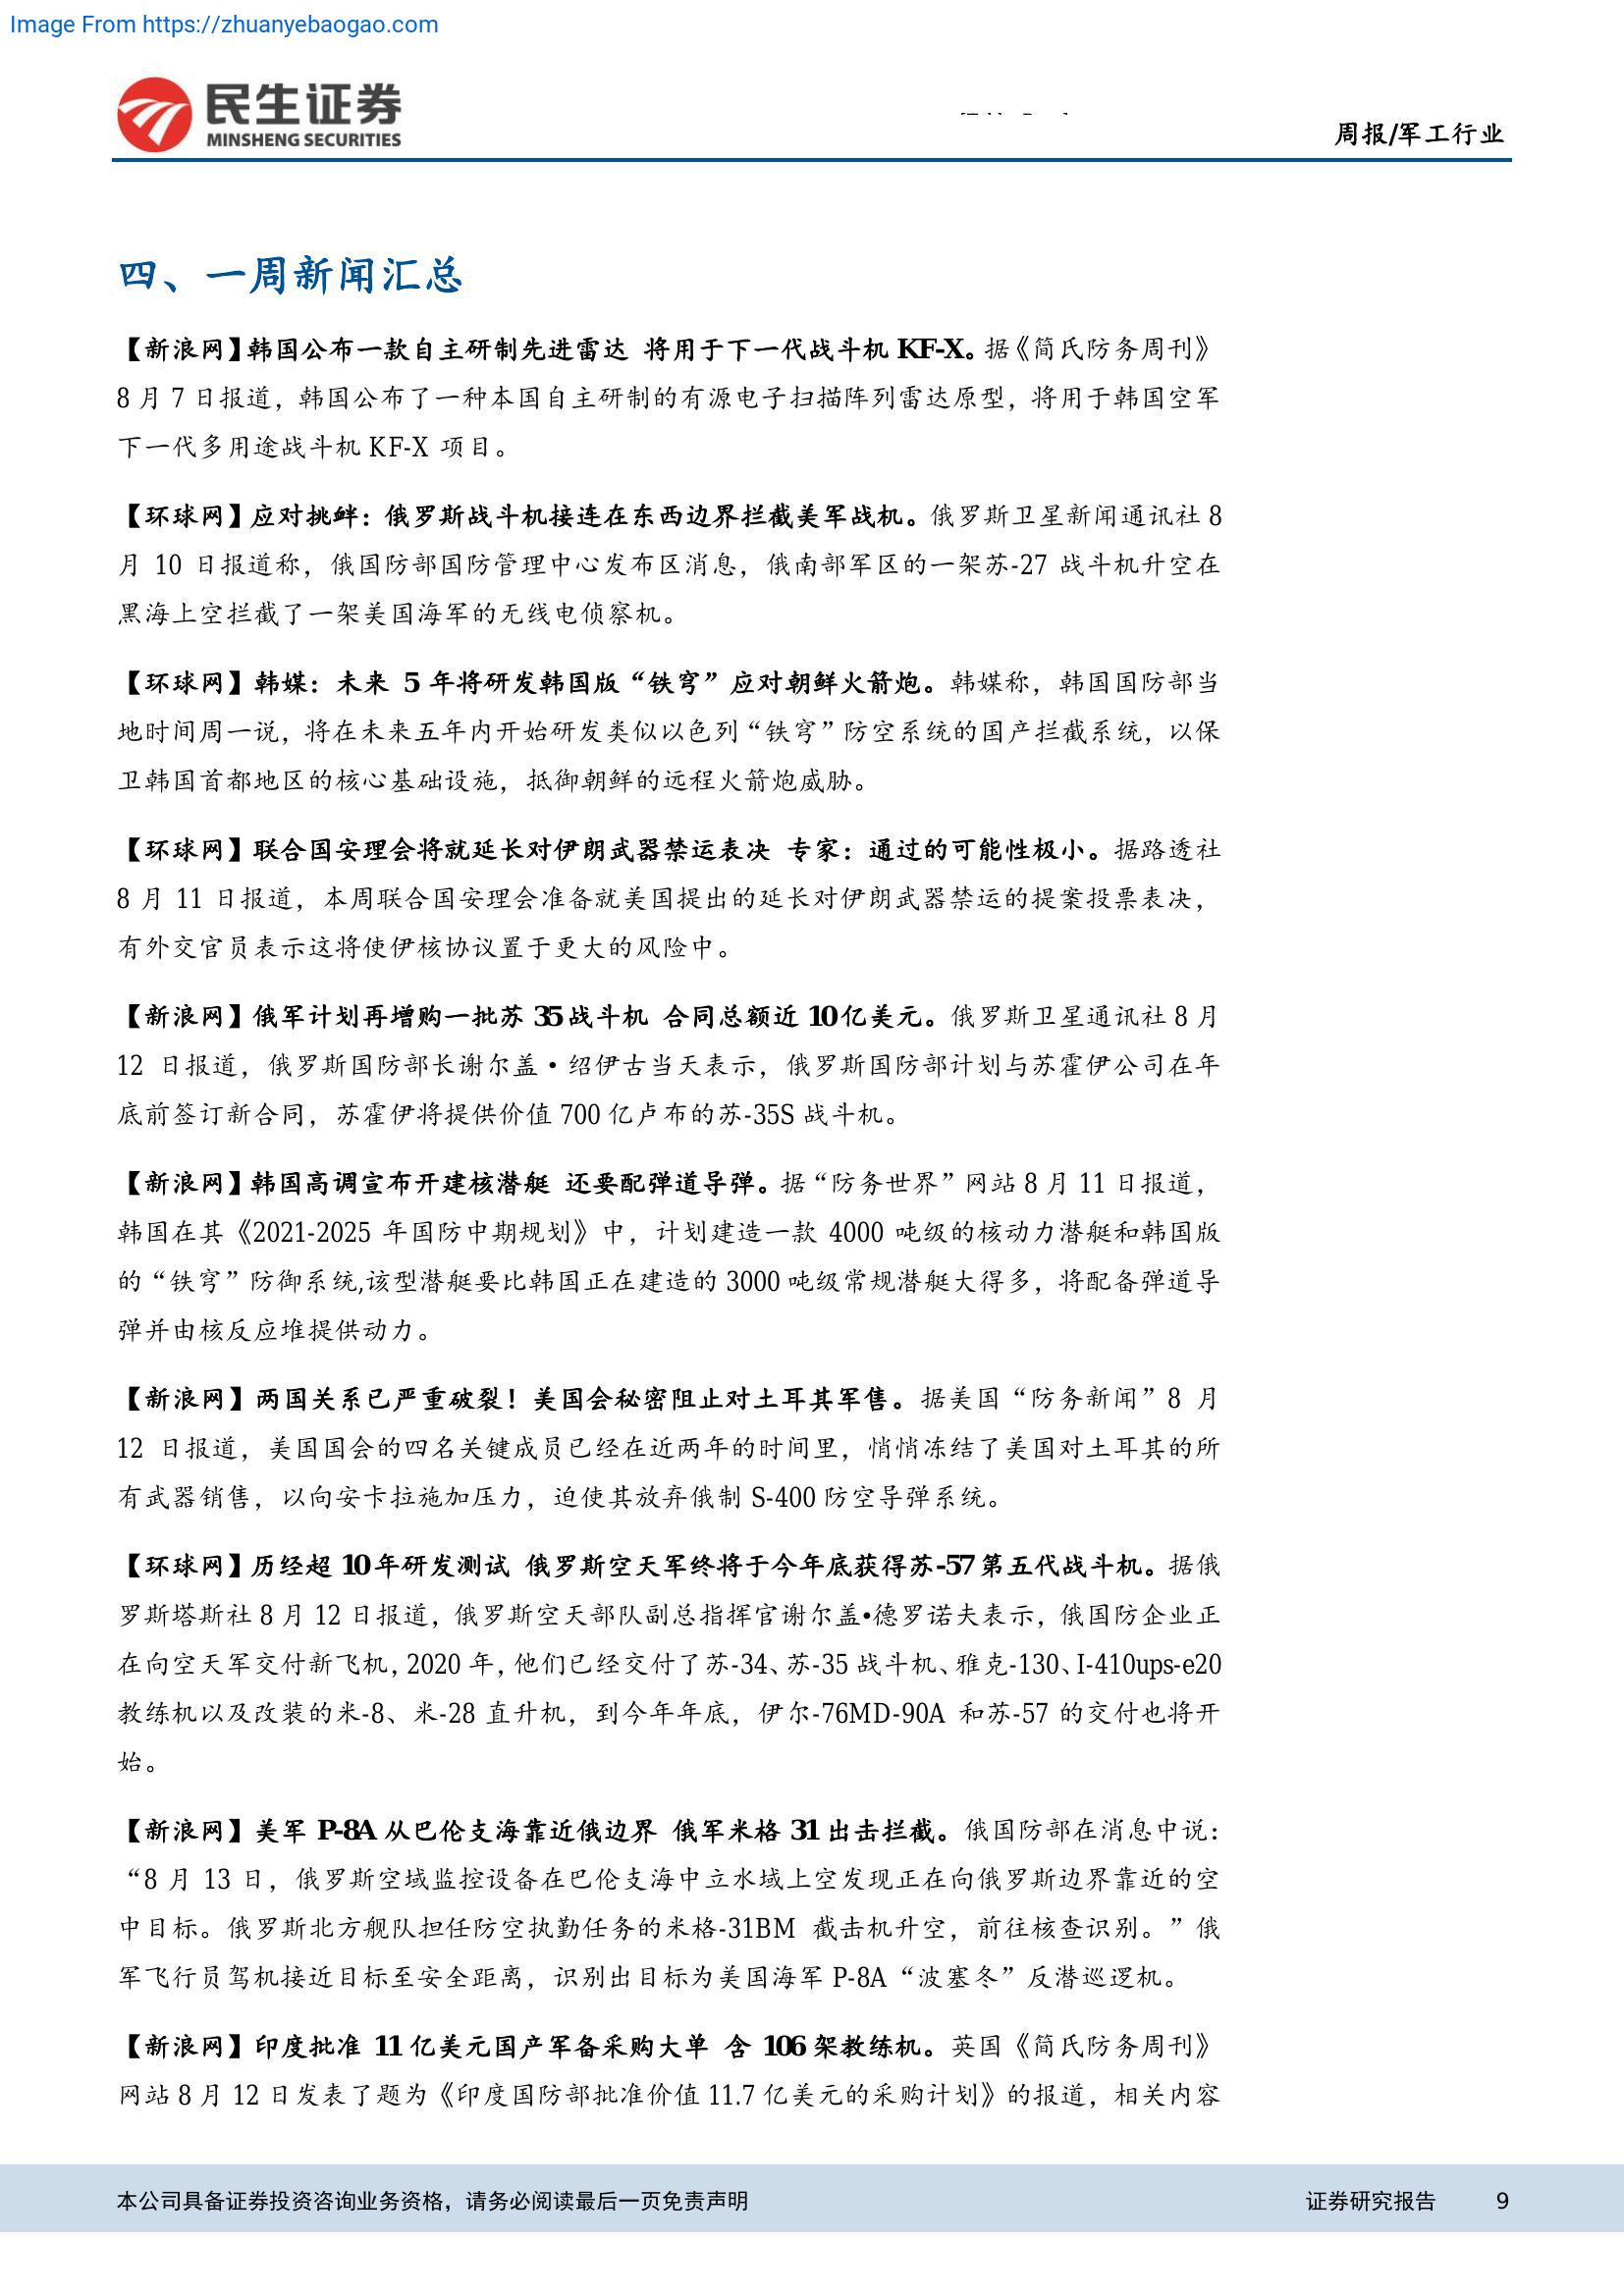 Image From https://zhuanyebaogao.com
民生证券
MINSHENG SECURITIES
周报/军工行业
四、一周新闻汇总
【新浪网】韩国公布一款自主研制先进雷达 将用于下一代战斗机 KF-X。据《简氏防务周刊》
8 月 7 日报道，韩国公布了一种本国自主研制的有源电子扫描阵列雷达原型，将用于韩国空军
下一代多用途战斗机 KF-X 项目。
【环球网】应对挑衅：俄罗斯战斗机接连在东西边界拦截美军战机。俄罗斯卫星新闻通讯社 8
月 10 日报道称，俄国防部国防管理中心发布区消息，俄南部军区的一架苏-27 战斗机升空在
黑海上空拦截了一架美国海军的无线电侦察机。
【环球网】韩媒：未来 5 年将研发韩国版“铁穹”应对朝鲜火箭炮。韩媒称，韩国国防部当
地时间周一说，将在未来五年内开始研发类似以色列“铁穹”防空系统的国产拦截系统，以保
卫韩国首都地区的核心基础设施，抵御朝鲜的远程火箭炮威胁。
【环球网】联合国安理会将就延长对伊朗武器禁运表决 专家：通过的可能性极小。据路透社
8 月 11 日报道，本周联合国安理会准备就美国提出的延长对伊朗武器禁运的提案投票表决，
有外交官员表示这将使伊核协议置于更大的风险中。
【新浪网】俄军计划再增购一批苏 35 战斗机 合同总额近 10 亿美元。俄罗斯卫星通讯社 8 月
12 日报道，俄罗斯国防部长谢尔盖·绍伊古当天表示，俄罗斯国防部计划与苏霍伊公司在年
底前签订新合同，苏霍伊将提供价值 700 亿卢布的苏-35S 战斗机。
【新浪网】韩国高调宣布开建核潜艇 还要配弹道导弹。据“防务世界”网站 8 月 11 日报道，
韩国在其《2021-2025 年国防中期规划》中，计划建造一款 4000 吨级的核动力潜艇和韩国版
的“铁穹”防御系统,该型潜艇要比韩国正在建造的 3000 吨级常规潜艇大得多，将配备弹道导
弹并由核反应堆提供动力。
【新浪网】两国关系已严重破裂！美国会秘密阻止对土耳其军售。据美国“防务新闻”8 月
12 日报道，美国国会的四名关键成员已经在近两年的时间里，悄悄冻结了美国对土耳其的所
有武器销售，以向安卡拉施加压力，迫使其放弃俄制 S-400 防空导弹系统。
【环球网】历经超 10 年研发测试 俄罗斯空天军终将于今年底获得苏-57 第五代战斗机。据俄
罗斯塔斯社 8 月 12 日报道，俄罗斯空天部队副总指挥官谢尔盖•德罗诺夫表示，俄国防企业正
在向空天军交付新飞机，2020 年，他们已经交付了苏-34、苏-35 战斗机、雅克-130、I-410ups-e20
教练机以及改装的米-8、米-28 直升机，到今年年底，伊尔-76MD-90A 和苏-57 的交付也将开
始。
【新浪网】美军 P-8A 从巴伦支海靠近俄边界 俄军米格 31 出击拦截。俄国防部在消息中说：
“8 月 13 日，俄罗斯空域监控设备在巴伦支海中立水域上空发现正在向俄罗斯边界靠近的空
中目标。俄罗斯北方舰队担任防空执勤任务的米格-31BM 截击机升空，前往核查识别。”俄
军飞行员驾机接近目标至安全距离，识别出目标为美国海军 P-8A“波塞冬”反潜巡逻机。
【新浪网】印度批准 11 亿美元国产军备采购大单 含 106 架教练机。英国《简氏防务周刊》
网站 8 月 12 日发表了题为《印度国防部批准价值 11.7 亿美元的采购计划》的报道，相关内容
本公司具备证券投资咨询业务资格，请务必阅读最后一页免责声明
证券研究报告 9